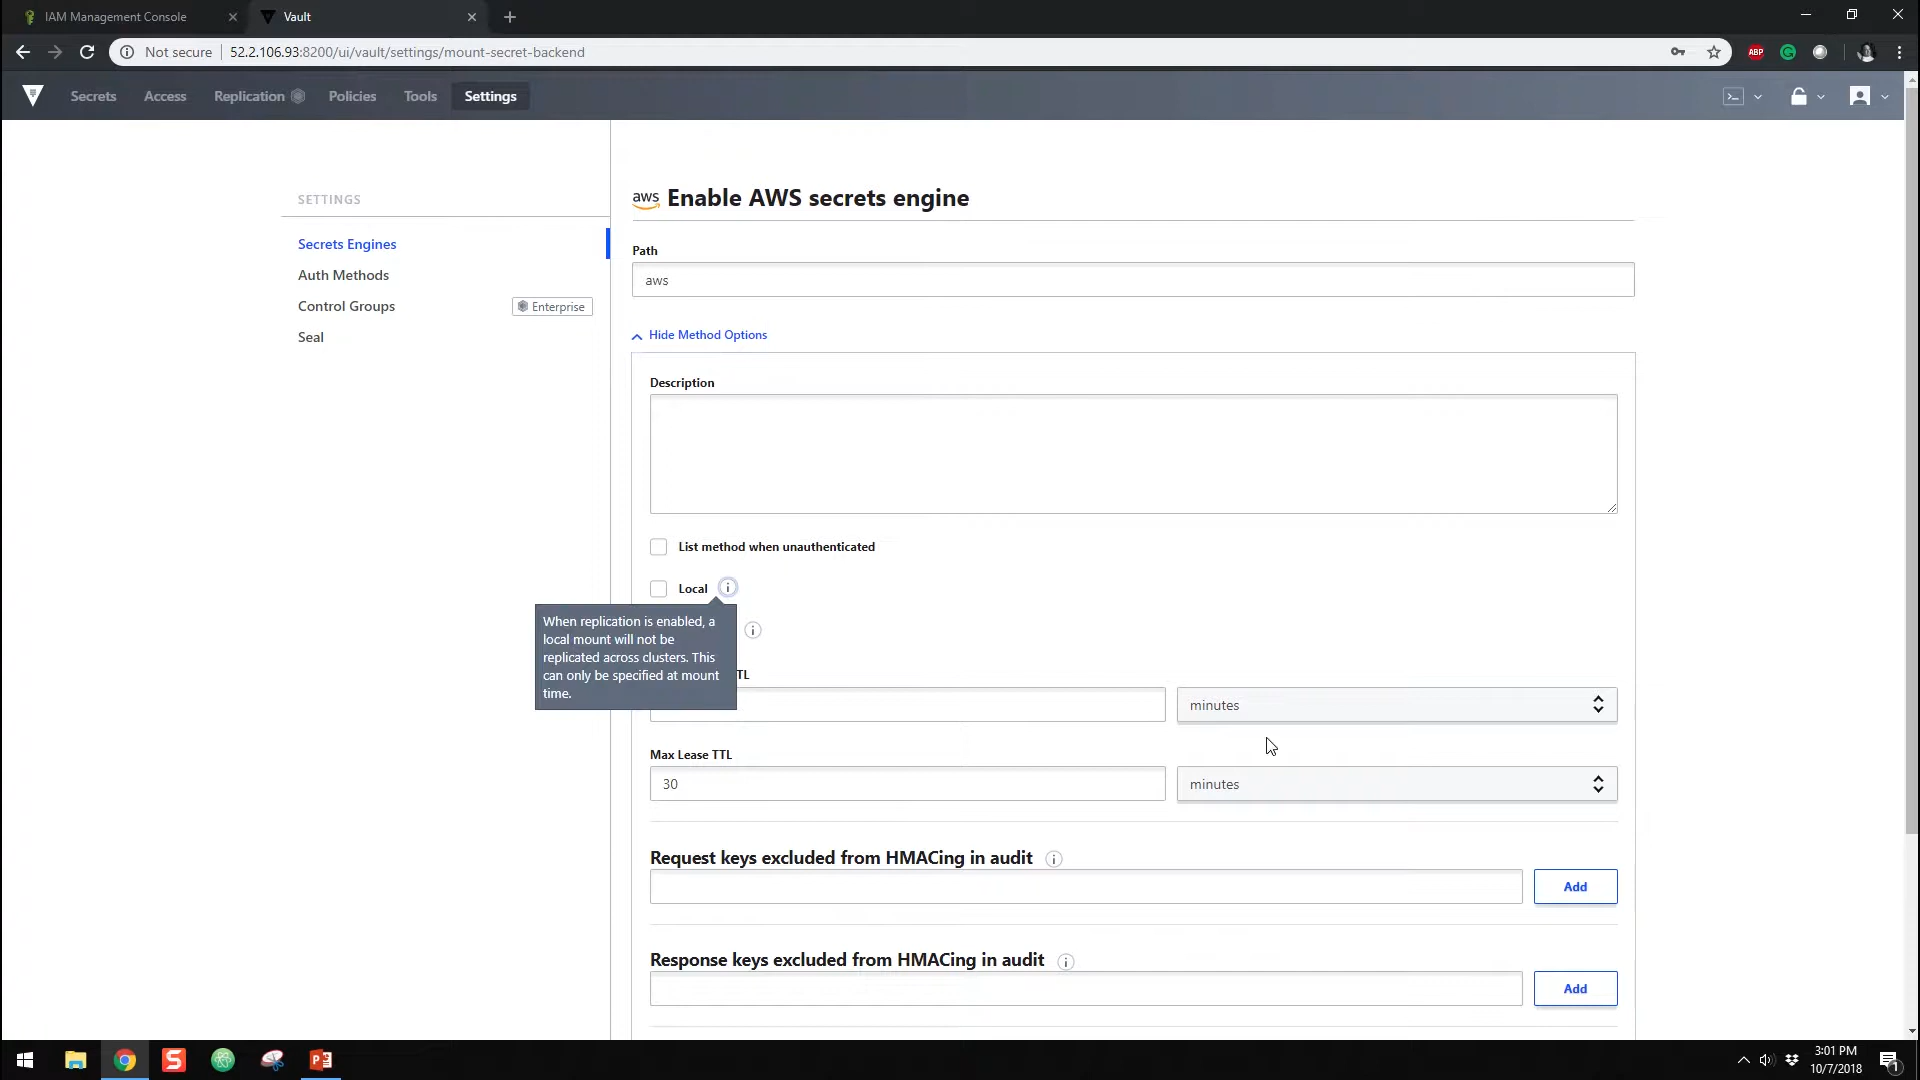 IAM Management Console
Vault
Not secure
52.2.106.93:8200/ui/vault/settings/mount-secret-backend
ABP
Secrets
Access
Replication
Policies
Tools
Settings
SETTINGS
Secrets Engines
Auth Methods
Control Groups
Enterprise
Seal
aws Enable AWS secrets engine
Path
aws
Hide Method Options
Description
List method when unauthenticated
Local
When replication is enabled, a
local mount will not be
replicated across clusters. This
can only be specified at mount
time.
TL
minutes
Max Lease TTL
30
minutes
Request keys excluded from HMACing in audit
Add
Response keys excluded from HMACing in audit
Add
3:01 PM
10/7/2018
1